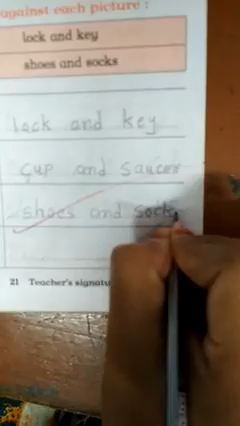 against each picture :
lock and key
shoes and socks
lock and key
cup and saucer
shoes and sock
21 Teacher's signatu